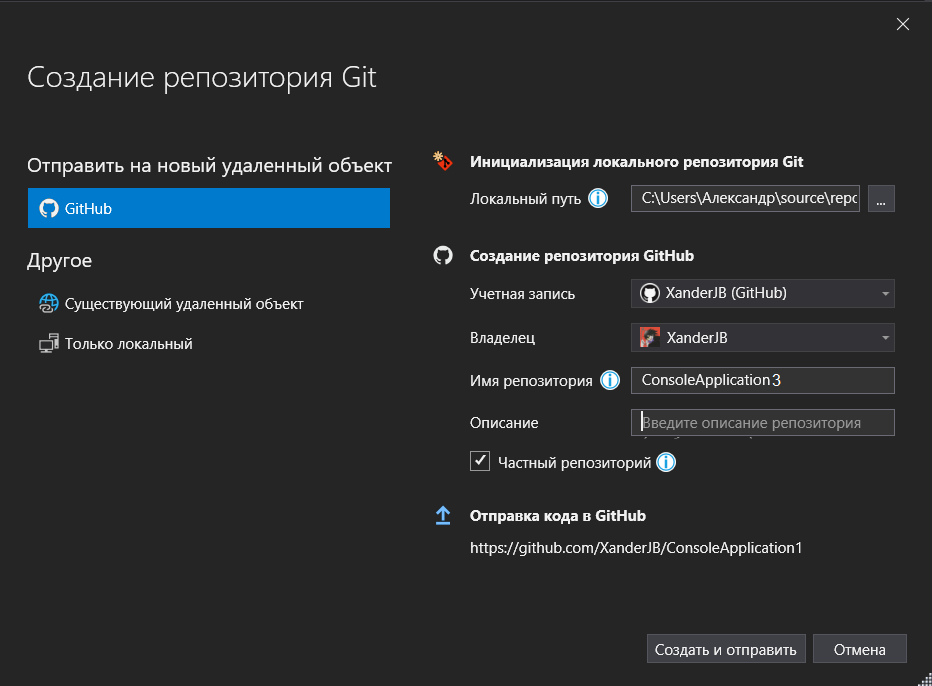 Создание репозитория Git
Отправить на новый удаленный объект
GitHub
Другое
Существующий удаленный объект
Только локальный
Инициализация локального репозитория Git
Локальный путь
C:\Users\Александр\source\repo
...
Создание репозитория GitHub
Учетная запись
XanderJB (GitHub)
Владелец
XanderJB
Имя репозитория
ConsoleApplication3
Описание
Введите описание репозитория
Частный репозиторий
Отправка кода в GitHub
https://github.com/XanderJB/ConsoleApplication1
Создать и отправить
Отмена